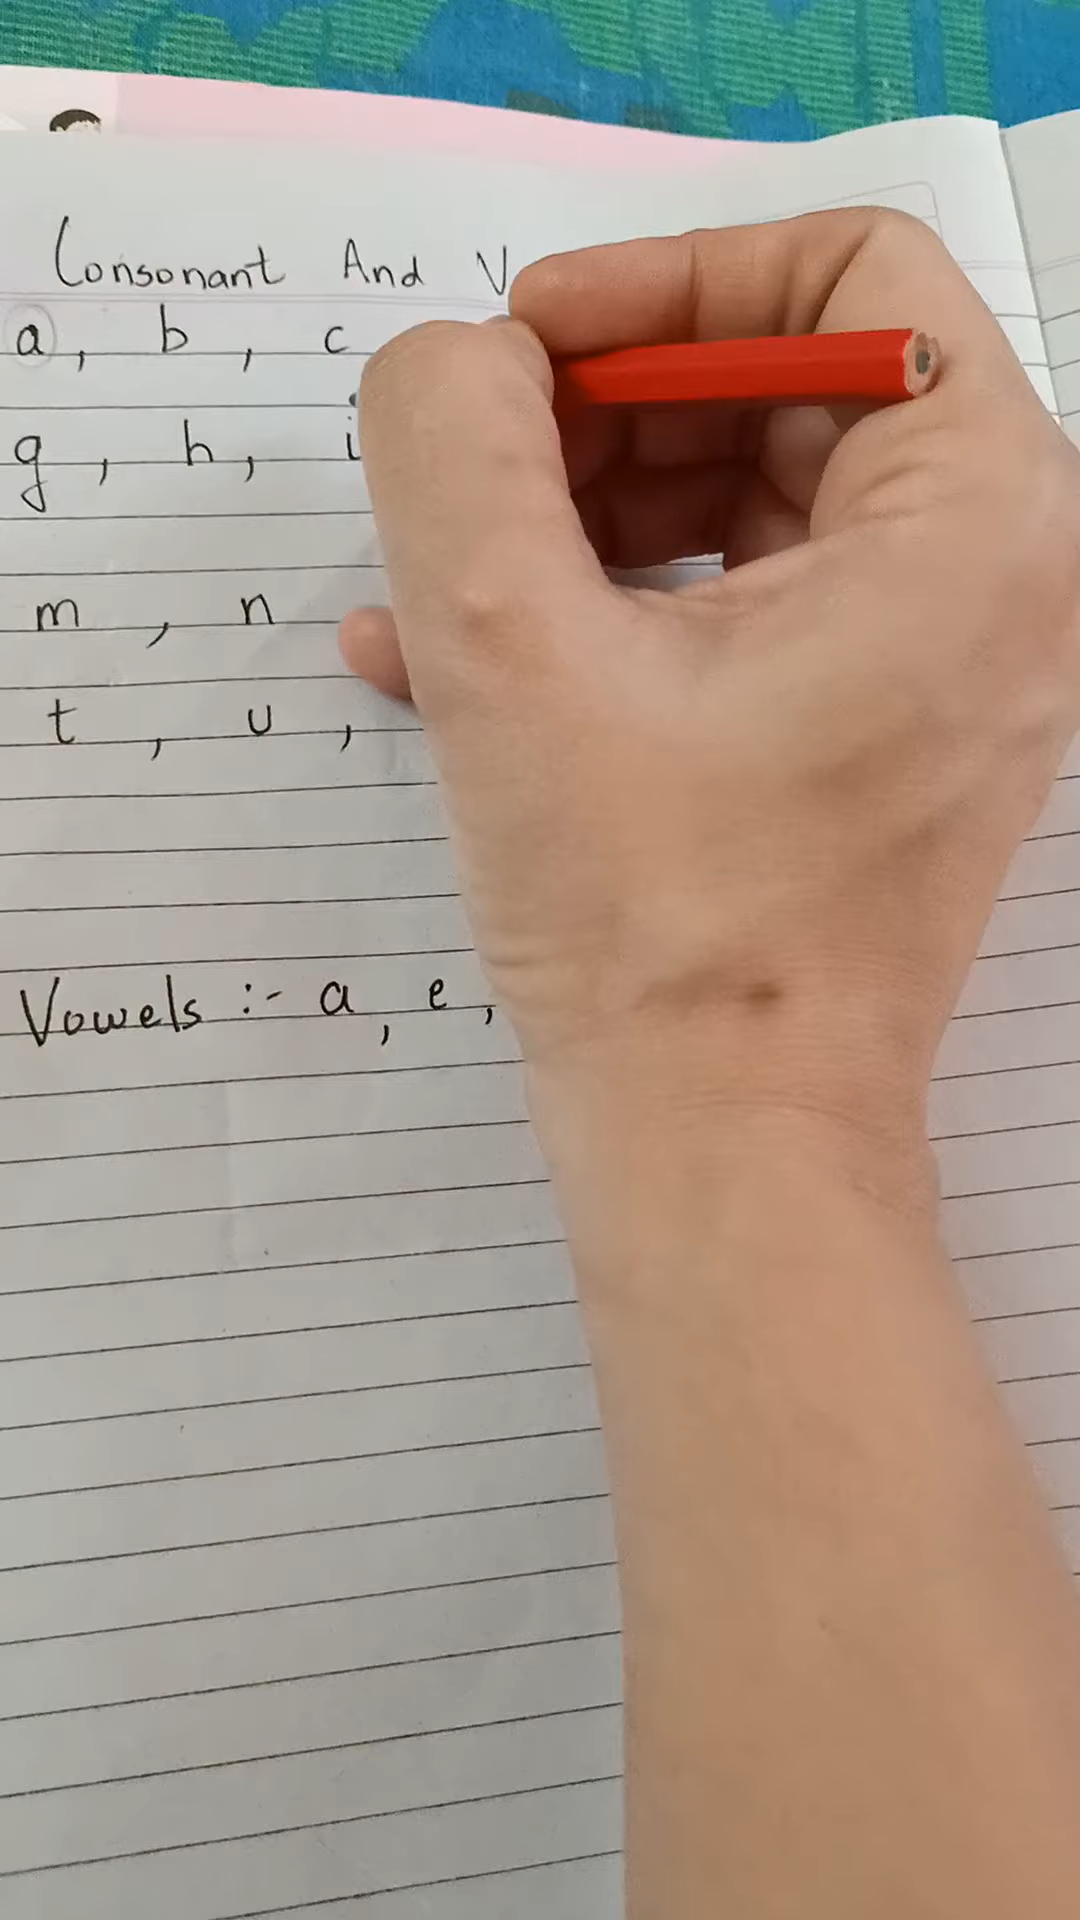 Consonant And V
a, b, c
g, h, i
m, n
t, u,
Vowels :- a, e,